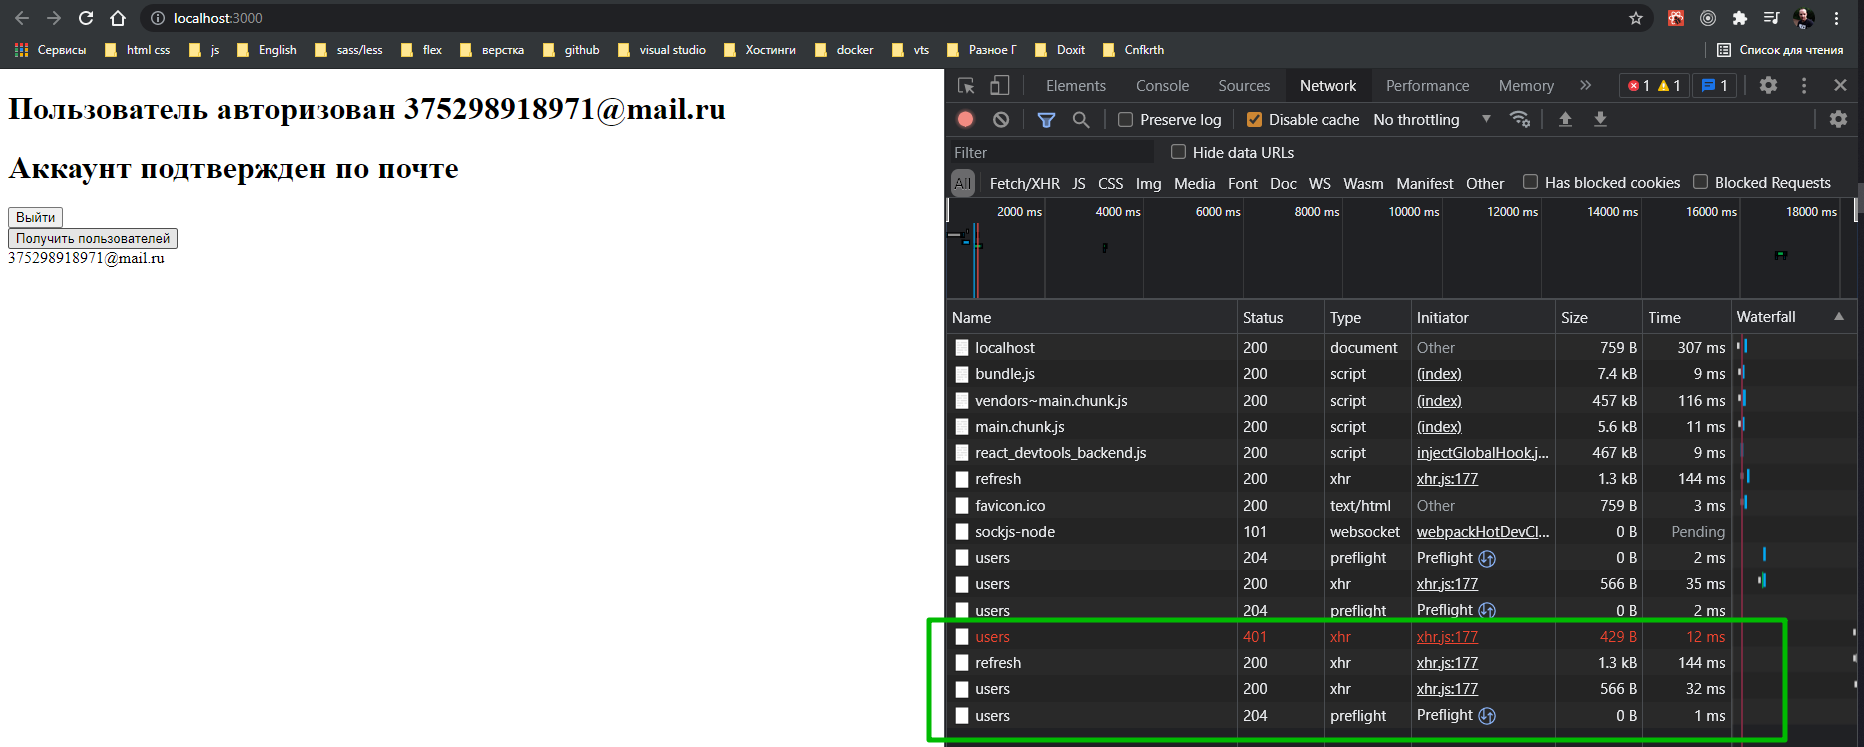 localhost:3000
Сервисы html css js English sass/less flex верстка github visual studio Хостинги docker vts Разное Г Doxit Cnfkrth Список для чтения
Пользователь авторизован 375298918971@mail.ru
Аккаунт подтвержден по почте
Выйти
Получить пользователей
375298918971@mail.ru
Elements Console Sources Network Performance Memory » 1 1 1
Preserve log Disable cache No throttling
Filter Hide data URLs
All Fetch/XHR JS CSS Img Media Font Doc WS Wasm Manifest Other Has blocked cookies Blocked Requests
2000 ms 4000 ms 6000 ms 8000 ms 10000 ms 12000 ms 14000 ms 16000 ms 18000 ms
Name Status Type Initiator Size Time Waterfall
localhost 200 document Other 759 B 307 ms
bundle.js 200 script (index) 7.4 kB 9 ms
vendors~main.chunk.js 200 script (index) 457 kB 116 ms
main.chunk.js 200 script (index) 5.6 kB 11 ms
react_devtools_backend.js 200 script injectGlobalHook.j... 467 kB 9 ms
refresh 200 xhr xhr.js:177 1.3 kB 144 ms
favicon.ico 200 text/html Other 759 B 3 ms
sockjs-node 101 websocket webpackHotDevCl... 0 B Pending
users 204 preflight Preflight 0 B 2 ms
users 200 xhr xhr.js:177 566 B 35 ms
users 204 preflight Preflight 0 B 2 ms
users 401 xhr xhr.js:177 429 B 12 ms
refresh 200 xhr xhr.js:177 1.3 kB 144 ms
users 200 xhr xhr.js:177 566 B 32 ms
users 204 preflight Preflight 0 B 1 ms